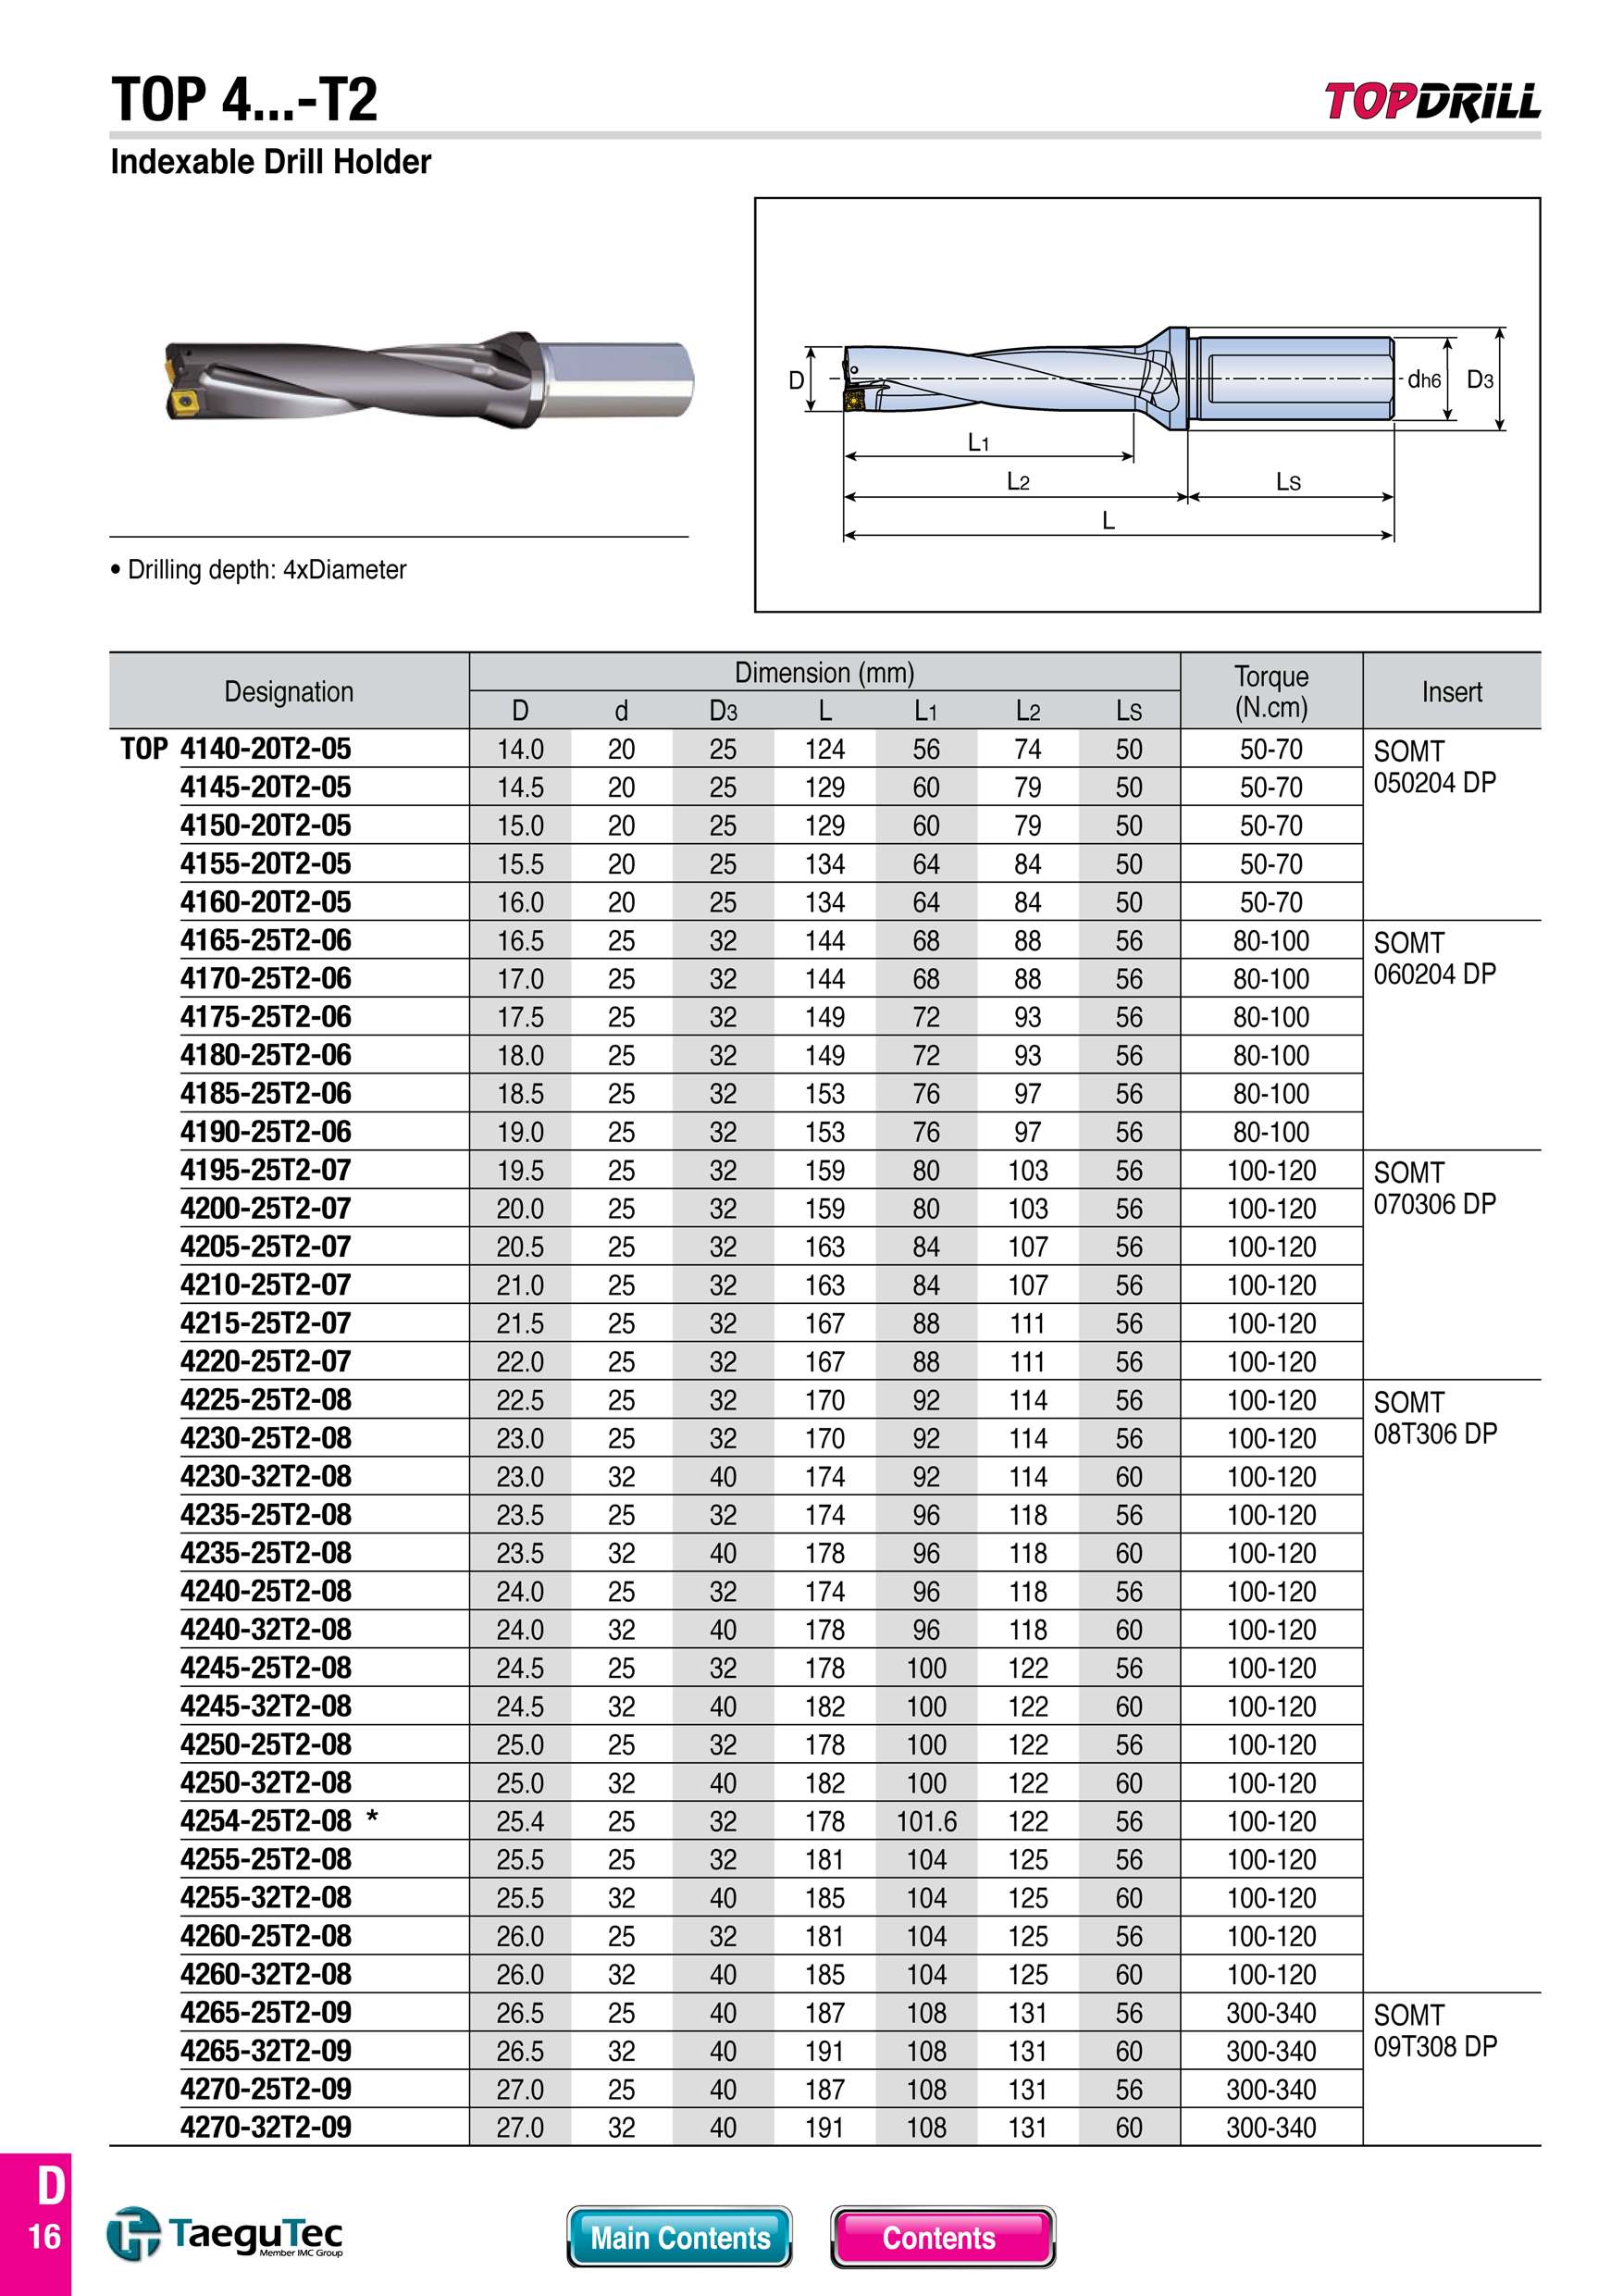 TOP 4...-T2
TOPDRILL
Indexable Drill Holder
D
dh6
D3
L1
L2
LS
L
• Drilling depth: 4xDiameter
Designation Dimension (mm) Torque (N.cm) Insert
D d D3 L L1 L2 LS
TOP 4140-20T2-05 14.0 20 25 124 56 74 50 50-70 SOMT
4145-20T2-05 14.5 20 25 129 60 79 50 50-70 050204 DP
4150-20T2-05 15.0 20 25 129 60 79 50 50-70
4155-20T2-05 15.5 20 25 134 64 84 50 50-70
4160-20T2-05 16.0 20 25 134 64 84 50 50-70
4165-25T2-06 16.5 25 32 144 68 88 56 80-100 SOMT
4170-25T2-06 17.0 25 32 144 68 88 56 80-100 060204 DP
4175-25T2-06 17.5 25 32 149 72 93 56 80-100
4180-25T2-06 18.0 25 32 149 72 93 56 80-100
4185-25T2-06 18.5 25 32 153 76 97 56 80-100
4190-25T2-06 19.0 25 32 153 76 97 56 80-100
4195-25T2-07 19.5 25 32 159 80 103 56 100-120 SOMT
4200-25T2-07 20.0 25 32 159 80 103 56 100-120 070306 DP
4205-25T2-07 20.5 25 32 163 84 107 56 100-120
4210-25T2-07 21.0 25 32 163 84 107 56 100-120
4215-25T2-07 21.5 25 32 167 88 111 56 100-120
4220-25T2-07 22.0 25 32 167 88 111 56 100-120
4225-25T2-08 22.5 25 32 170 92 114 56 100-120 SOMT
4230-25T2-08 23.0 25 32 170 92 114 56 100-120 08T306 DP
4230-32T2-08 23.0 32 40 174 92 114 60 100-120
4235-25T2-08 23.5 25 32 174 96 118 56 100-120
4235-25T2-08 23.5 32 40 178 96 118 60 100-120
4240-25T2-08 24.0 25 32 174 96 118 56 100-120
4240-32T2-08 24.0 32 40 178 96 118 60 100-120
4245-25T2-08 24.5 25 32 178 100 122 56 100-120
4245-32T2-08 24.5 32 40 182 100 122 60 100-120
4250-25T2-08 25.0 25 32 178 100 122 56 100-120
4250-32T2-08 25.0 32 40 182 100 122 60 100-120
4254-25T2-08 * 25.4 25 32 178 101.6 122 56 100-120
4255-25T2-08 25.5 25 32 181 104 125 56 100-120
4255-32T2-08 25.5 32 40 185 104 125 60 100-120
4260-25T2-08 26.0 25 32 181 104 125 56 100-120
4260-32T2-08 26.0 32 40 185 104 125 60 100-120
4265-25T2-09 26.5 25 40 187 108 131 56 300-340 SOMT
4265-32T2-09 26.5 32 40 191 108 131 60 300-340 09T308 DP
4270-25T2-09 27.0 25 40 187 108 131 56 300-340
4270-32T2-09 27.0 32 40 191 108 131 60 300-340
D
16
TaeguTec
Member IMC Group
Main Contents
Contents